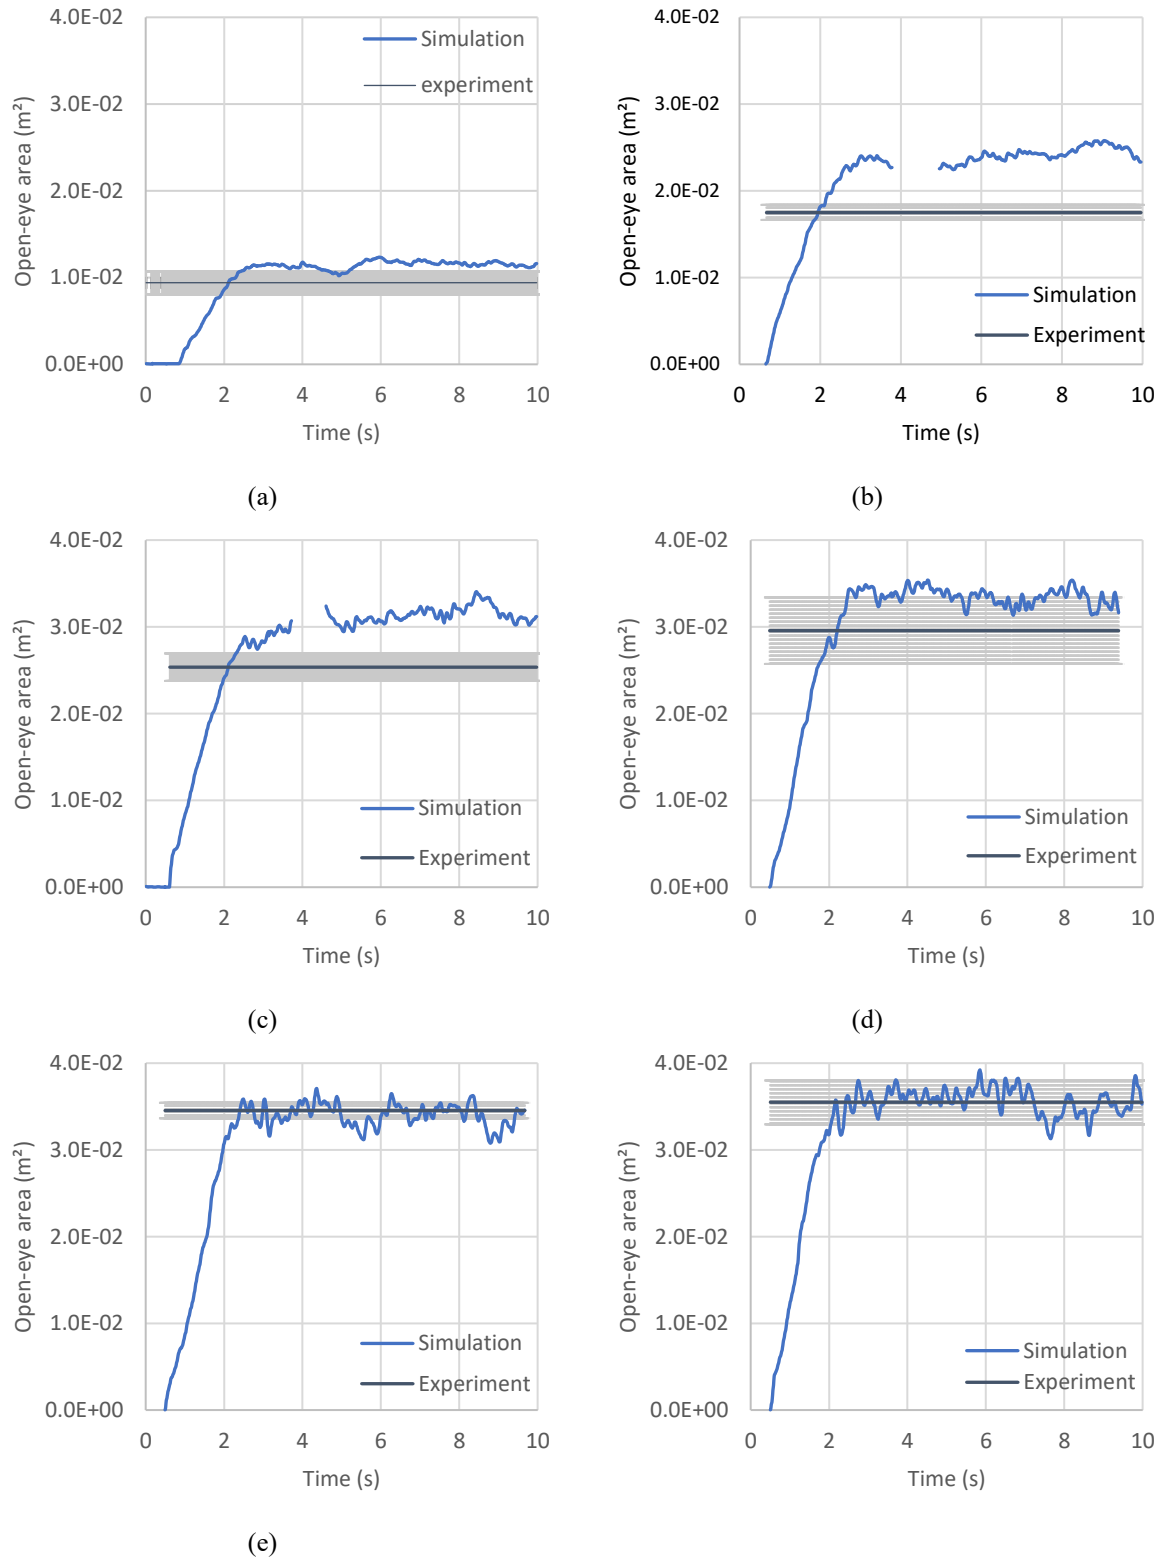 4.0E-02
3.0E-02
2.0E-02
1.0E-02
0.0E+00
Open-eye area (m²)
Simulation
experiment
0 2 4 6 8 10
Time (s)
(a)
4.0E-02
3.0E-02
2.0E-02
1.0E-02
0.0E+00
Open-eye area (m²)
Simulation
Experiment
0 2 4 6 8 10
Time (s)
(b)
4.0E-02
3.0E-02
2.0E-02
1.0E-02
0.0E+00
Open-eye area (m²)
Simulation
Experiment
0 2 4 6 8 10
Time (s)
(c)
4.0E-02
3.0E-02
2.0E-02
1.0E-02
0.0E+00
Open-eye area (m²)
Simulation
Experiment
0 2 4 6 8 10
Time (s)
(d)
4.0E-02
3.0E-02
2.0E-02
1.0E-02
0.0E+00
Open-eye area (m²)
Simulation
Experiment
0 2 4 6 8 10
Time (s)
(e)
4.0E-02
3.0E-02
2.0E-02
1.0E-02
0.0E+00
Open-eye area (m²)
Simulation
Experiment
0 2 4 6 8 10
Time (s)